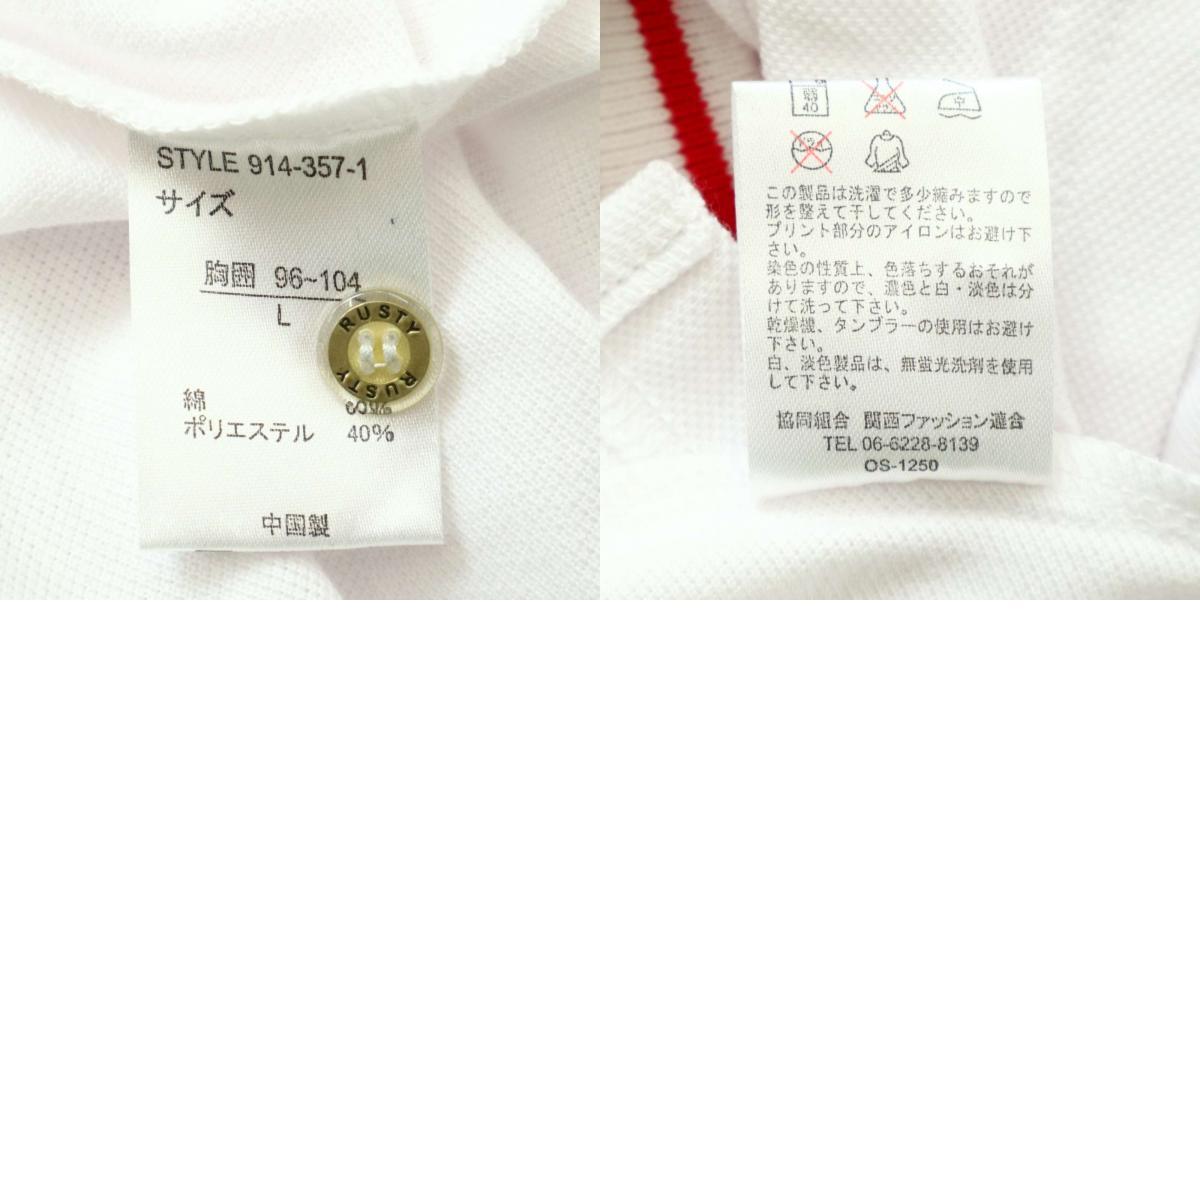 STYLE 914-357-1
サイズ
胸囲 96~104
L
RUSTY
RUSTY
綿 60%
ポリエステル 40%
中国製
40
中
この製品は洗濯で多少縮みますので
形を整えて干してください。
プリント部分のアイロンはお避け下
さい。
染色の性質上、色落ちするおそれが
ありますので、濃色と白・淡色は分
けて洗って下さい。
乾燥機、タンブラーの使用はお避け
下さい。
白、淡色製品は、無蛍光洗剤を使用
して下さい。
協同組合 関西ファッション連合
TEL 06-6228-8139
OS-1250